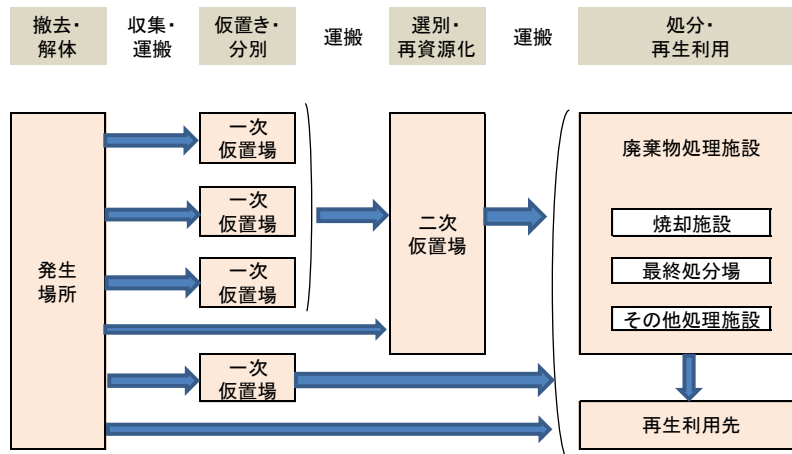 撤去・
解体
収集・
運搬
仮置き・
分別
運搬
選別・
再資源化
運搬
処分・
再生利用
発生
場所
一次
仮置場
一次
仮置場
一次
仮置場
一次
仮置場
二次
仮置場
廃棄物処理施設
焼却施設
最終処分場
その他処理施設
再生利用先